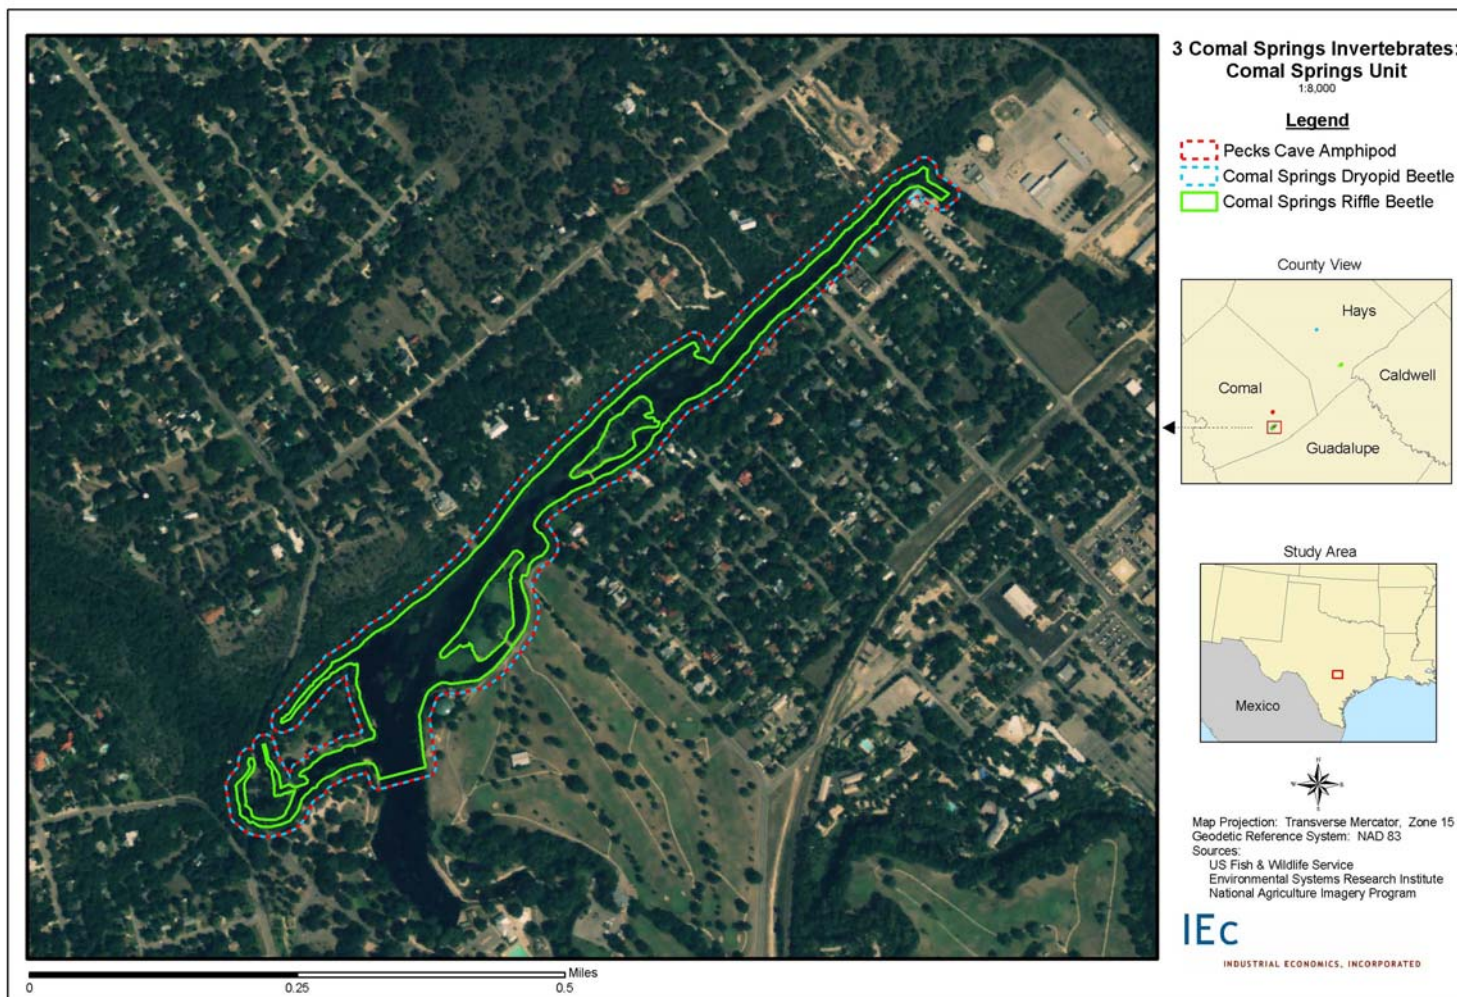 3 Comal Springs Invertebrates:
Comal Springs Unit
1:8,000
Legend
Pecks Cave Amphipod
Comal Springs Dryopid Beetle
Comal Springs Riffle Beetle
County View
Hays
Comal
Caldwell
Guadalupe
Study Area
Mexico
N
Map Projection: Transverse Mercator, Zone 15
Geodetic Reference System: NAD 83
Sources:
US Fish & Wildlife Service
Environmental Systems Research Institute
National Agriculture Imagery Program
IEc
INDUSTRIAL ECONOMICS, INCORPORATED
Miles
0 0.25 0.5